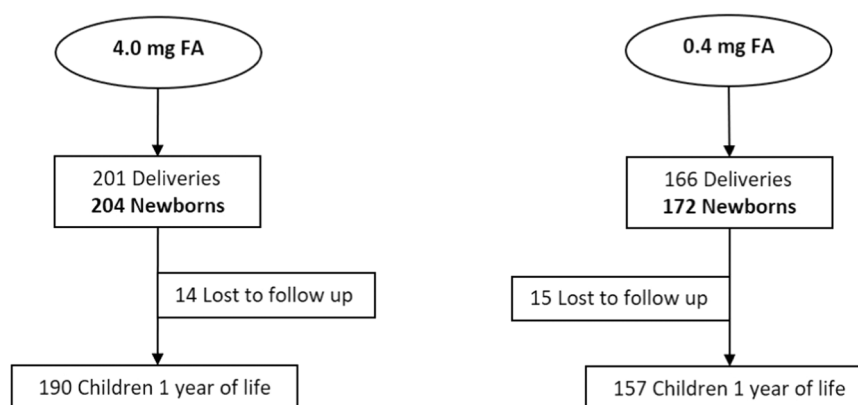 4.0 mg FA
0.4 mg FA
201 Deliveries
204 Newborns
166 Deliveries
172 Newborns
14 Lost to follow up
15 Lost to follow up
190 Children 1 year of life
157 Children 1 year of life